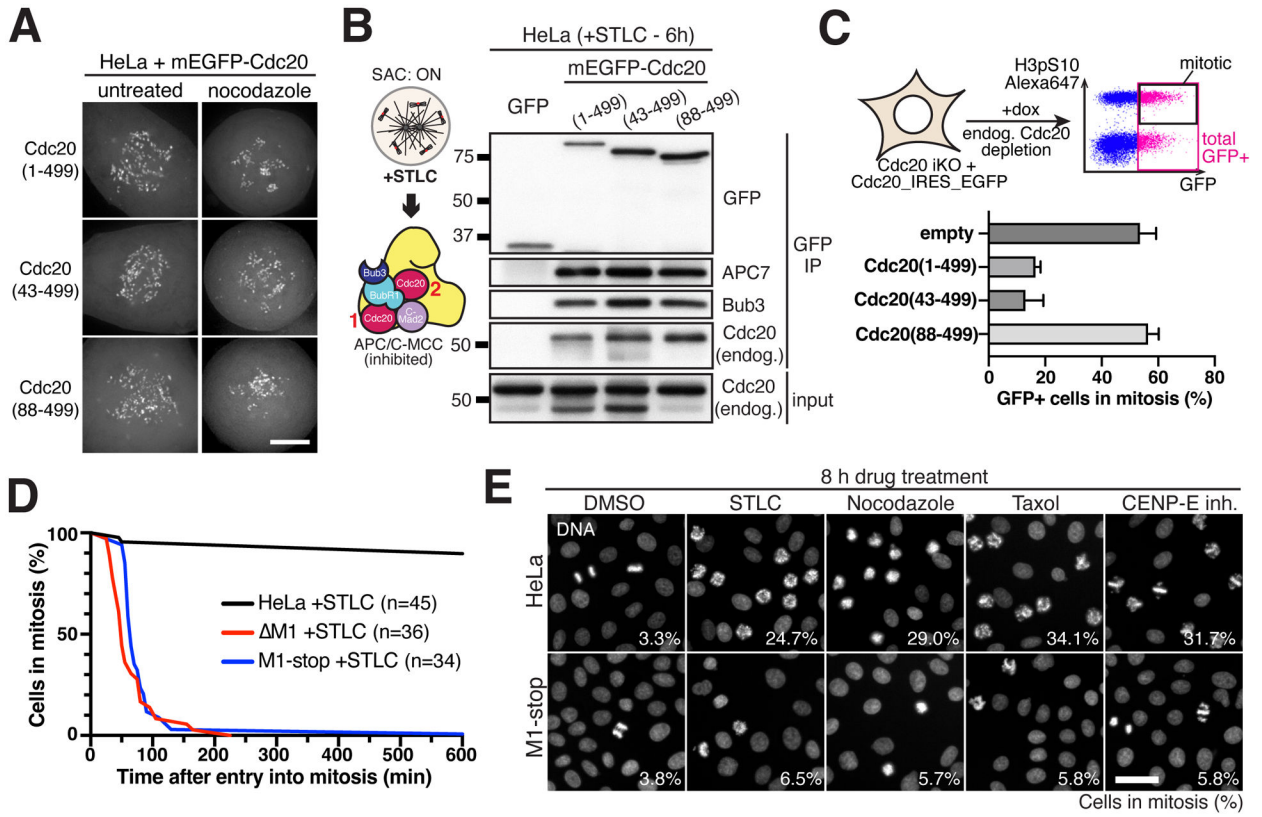 A
HeLa + mEGFP-Cdc20
untreated nocodazole
Cdc20
(1-499)
Cdc20
(43-499)
Cdc20
(88-499)
B
HeLa (+STLC - 6h)
mEGFP-Cdc20
GFP (1-499) (43-499) (88-499)
SAC: ON
+STLC
Bub3
BubR1
Cdc20
2
1
Cdc20
C-
Mad2
APC/C-MCC
(inhibited)
75
50
37
GFP
APC7
Bub3
50
Cdc20
(endog.)
50
Cdc20
(endog.)
GFP
IP
input
C
H3pS10
Alexa647
mitotic
+dox
endog. Cdc20
depletion
total
GFP+
GFP
Cdc20 iKO +
Cdc20_IRES_EGFP
empty
Cdc20(1-499)
Cdc20(43-499)
Cdc20(88-499)
0 20 40 60 80
GFP+ cells in mitosis (%)
D
Cells in mitosis (%)
100
50
0
HeLa +STLC (n=45)
ΔM1 +STLC (n=36)
M1-stop +STLC (n=34)
0 100 200 300 400 500 600
Time after entry into mitosis (min)
E
8 h drug treatment
DMSO STLC Nocodazole Taxol CENP-E inh.
DNA
HeLa
3.3% 24.7% 29.0% 34.1% 31.7%
M1-stop
3.8% 6.5% 5.7% 5.8% 5.8%
Cells in mitosis (%)